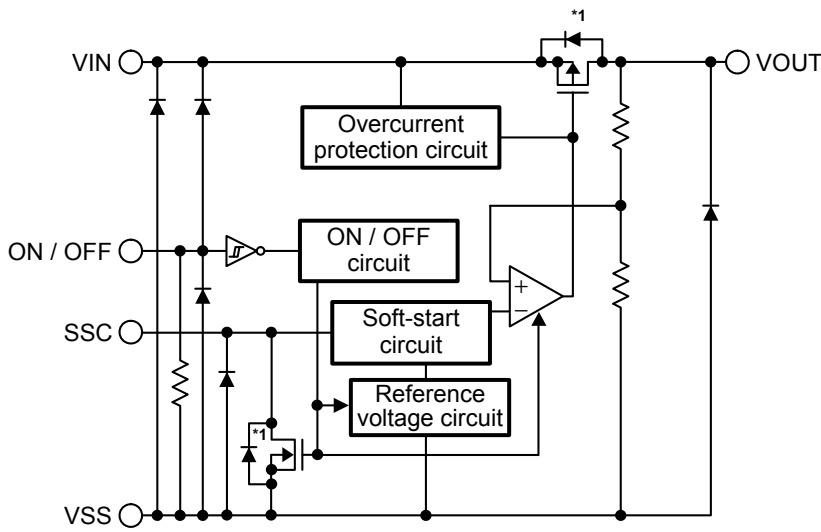 *1
VIN
VOUT
Overcurrent
protection circuit
ON / OFF
ON / OFF
circuit
+
−
SSC
Soft-start
circuit
Reference
voltage circuit
*1
VSS